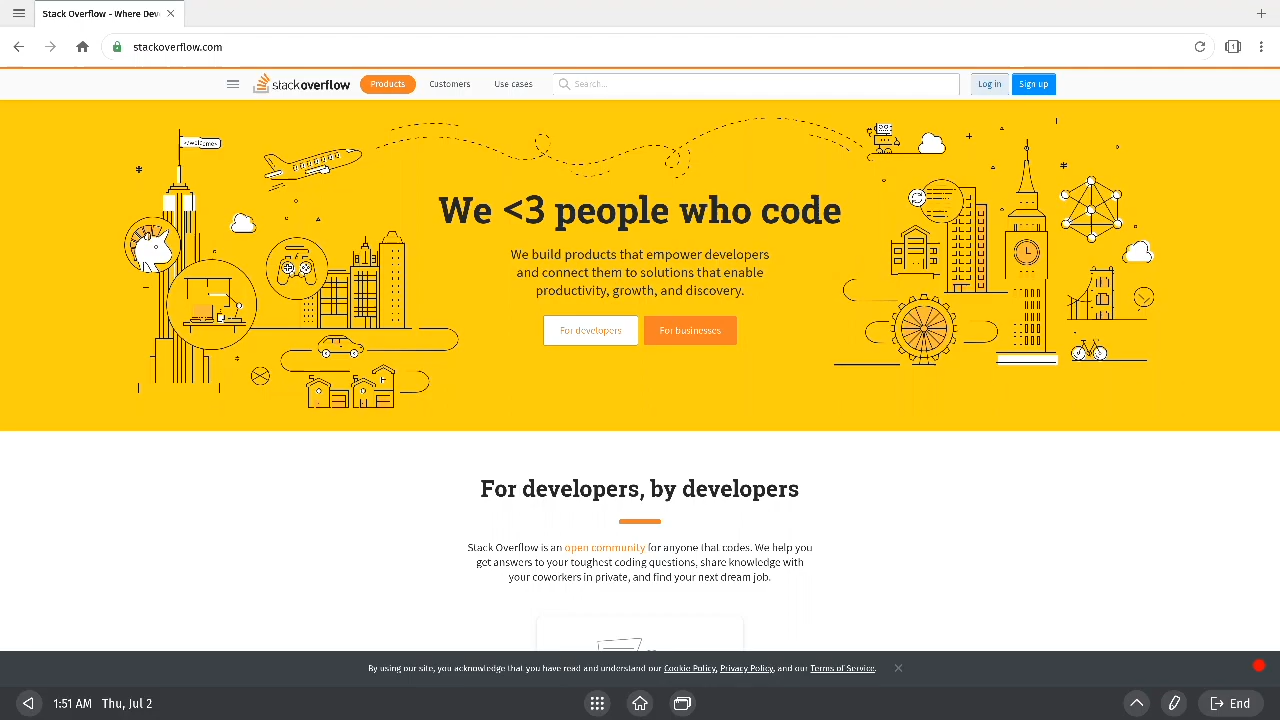 Stack Overflow - Where Dev
stackoverflow.com
1
stackoverflow
Products
Customers
Use cases
Search...
Log in
Sign up
We <3 people who code
We build products that empower developers
and connect them to solutions that enable
productivity, growth, and discovery.
For developers
For businesses
For developers, by developers
Stack Overflow is an open community for anyone that codes. We help you
get answers to your toughest coding questions, share knowledge with
your coworkers in private, and find your next dream job.
By using our site, you acknowledge that you have read and understand our Cookie Policy, Privacy Policy, and our Terms of Service.
1:51 AM Thu, Jul 2
End